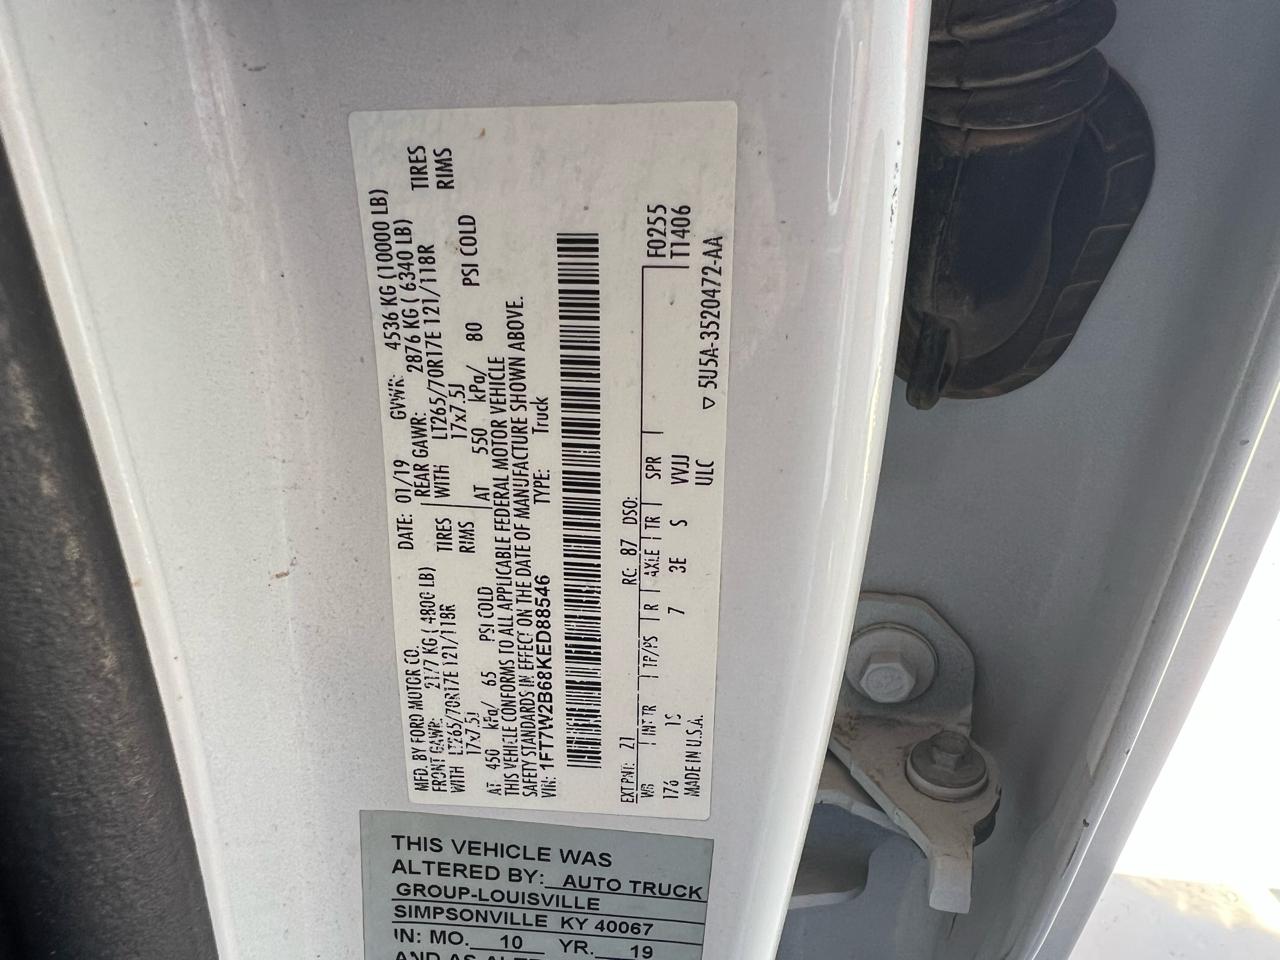 MFD. BY FORD MOTOR CO.
DATE: 01/19 GVWR: 4536 KG (10000 LB)
FRONT GAWR: 2177 KG (4800 LB) REAR GAWR: 2876 KG (6340 LB)
WITH LT265/70R17E 121/118R TIRES WITH LT265/70R17E 121/118R TIRES
17x7.5J RIMS 17x7.5J RIMS
AT 450 kPa/ 65 PSI COLD AT 550 kPa/ 80 PSI COLD
THIS VEHICLE CONFORMS TO ALL APPLICABLE FEDERAL MOTOR VEHICLE
SAFETY STANDARDS IN EFFECT ON THE DATE OF MANUFACTURE SHOWN ABOVE.
VIN: 1FT7W2B68KED88546 TYPE: Truck
F0255
EXT PNT: Z1 RC: 87 DSO: T1406
WB INT TR TP/PS R AXLE TR SPR
176 1S 7 3E S VVJJ
MADE IN U.S.A. ULC
▽ 5U5A-3520472-AA
THIS VEHICLE WAS
ALTERED BY: AUTO TRUCK
GROUP-LOUISVILLE
SIMPSONVILLE KY 40067
IN: MO. 10 YR. 19